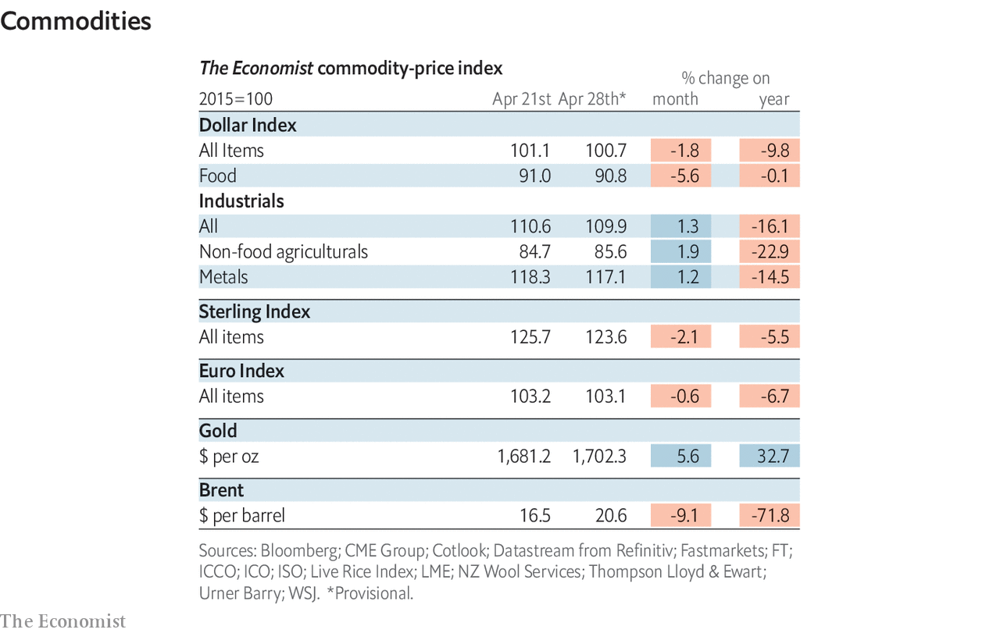 Commodities
The Economist commodity-price index
% change on
2015=100 Apr 21st Apr 28th* month year
Dollar Index
All Items 101.1 100.7 -1.8 -9.8
Food 91.0 90.8 -5.6 -0.1
Industrials
All 110.6 109.9 1.3 -16.1
Non-food agriculturals 84.7 85.6 1.9 -22.9
Metals 118.3 117.1 1.2 -14.5
Sterling Index
All items 125.7 123.6 -2.1 -5.5
Euro Index
All items 103.2 103.1 -0.6 -6.7
Gold
$ per oz 1,681.2 1,702.3 5.6 32.7
Brent
$ per barrel 16.5 20.6 -9.1 -71.8
Sources: Bloomberg; CME Group; Cotlook; Datastream from Refinitiv; Fastmarkets; FT;
ICCO; ICO; ISO; Live Rice Index; LME; NZ Wool Services; Thompson Lloyd & Ewart;
Urner Barry; WSJ. *Provisional.
The Economist